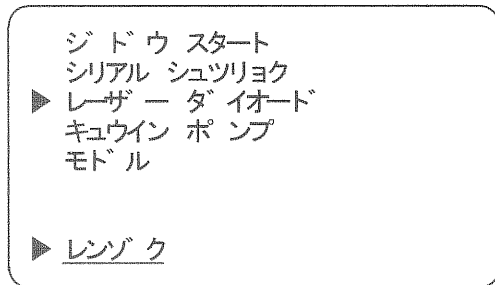 ジドウ スタート
シリアル シュツリョク
▶ レーザー ダイオード
キュウイン ポンプ
モドル
▶ レンゾク